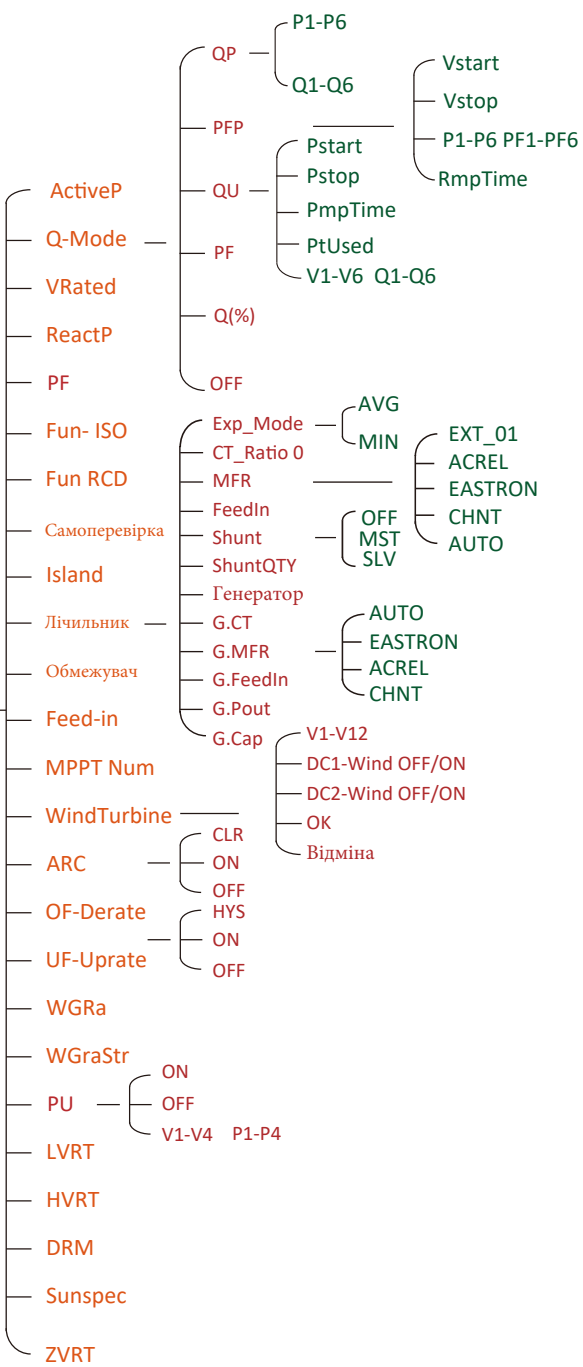 ActiveP
Q-Mode
VRated
ReactP
PF
Fun- ISO
Fun RCD
Самоперевірка
Island
Лічильник
Обмежувач
Feed-in
MPPT Num
WindTurbine
ARC
OF-Derate
UF-Uprate
WGRa
WGraStr
PU
LVRT
HVRT
DRM
Sunspec
ZVRT
QP
PFP
QU
PF
Q(%)
OFF
P1-P6
Q1-Q6
Vstart
Vstop
P1-P6 PF1-PF6
RmpTime
Pstart
Pstop
PmpTime
PtUsed
V1-V6 Q1-Q6
Exp_Mode
CT_Ratio 0
MFR
FeedIn
Shunt
ShuntQTY
Генератор
G.CT
G.MFR
G.FeedIn
G.Pout
G.Cap
AVG
MIN
EXT_01
ACREL
EASTRON
CHNT
AUTO
OFF
MST
SLV
AUTO
EASTRON
ACREL
CHNT
V1-V12
DC1-Wind OFF/ON
DC2-Wind OFF/ON
OK
Відміна
CLR
ON
OFF
HYS
ON
OFF
ON
OFF
V1-V4 P1-P4